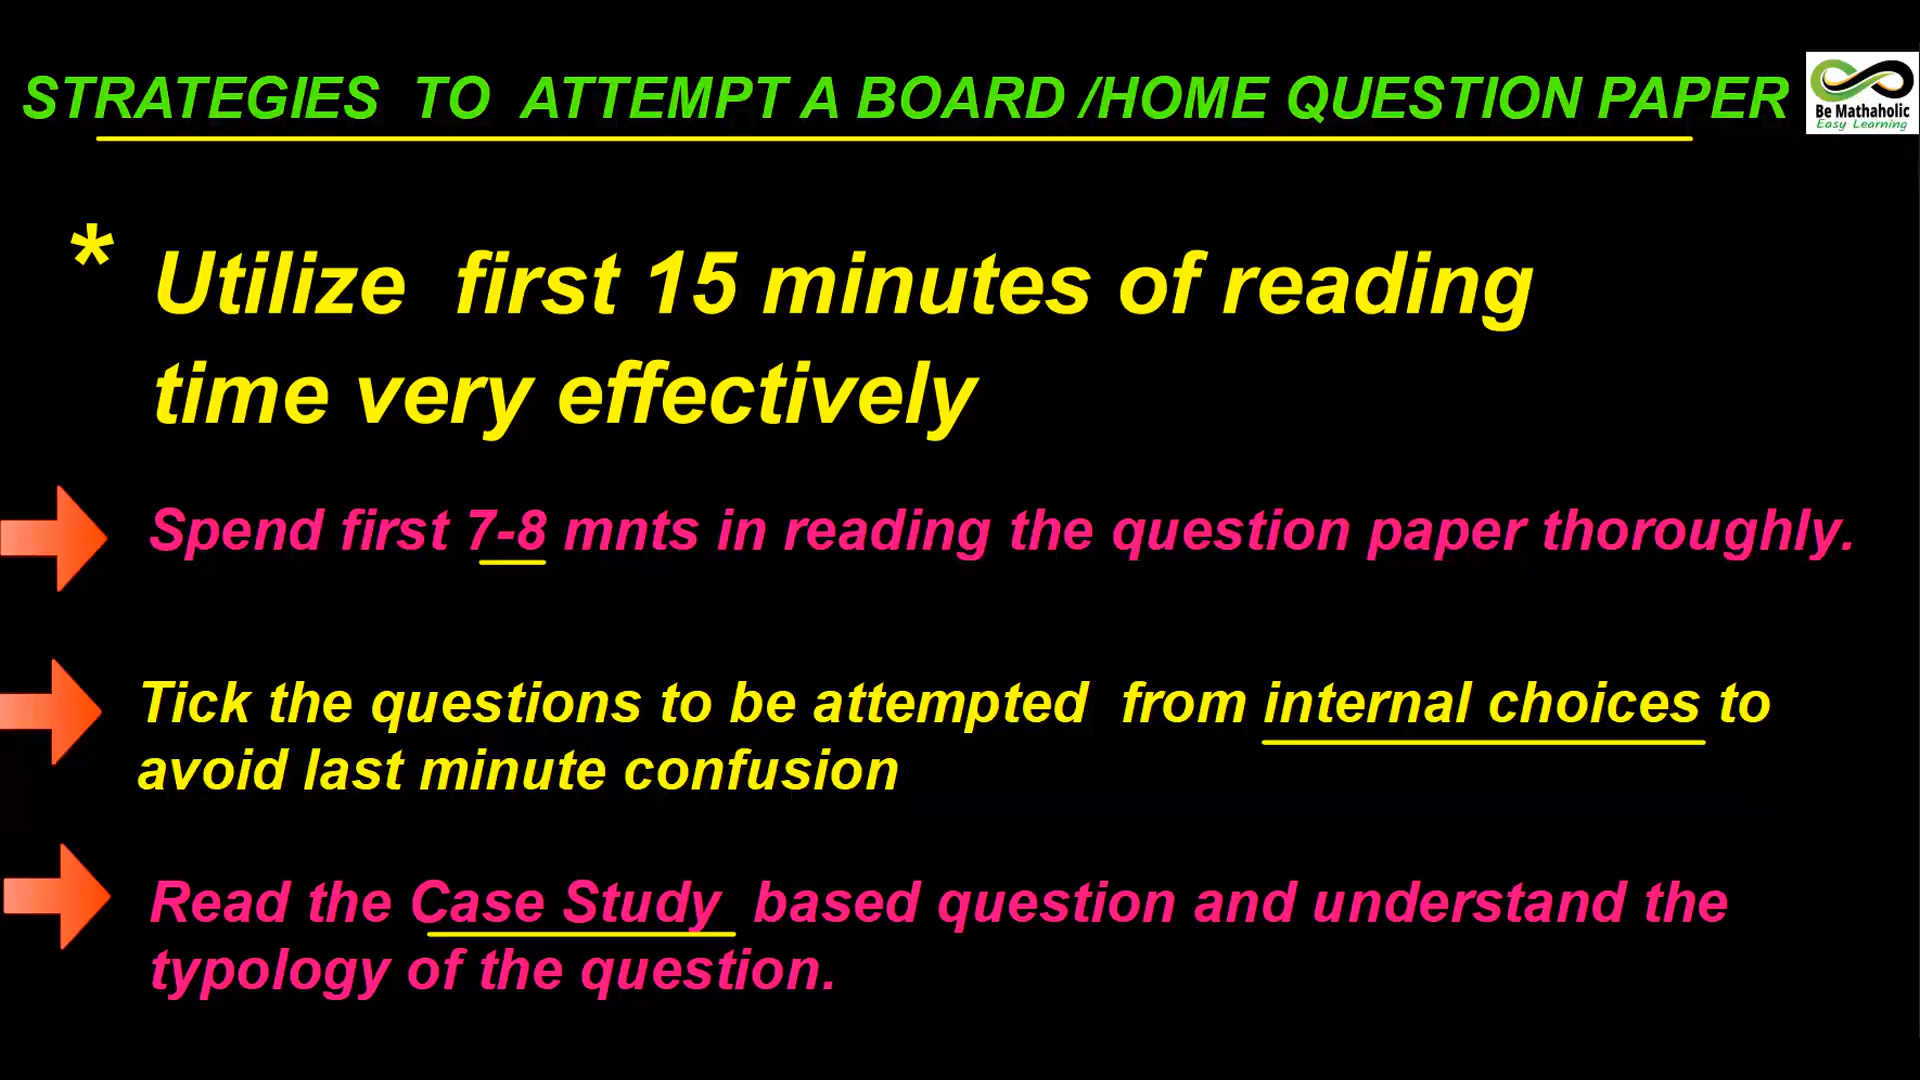 STRATEGIES TO ATTEMPT A BOARD /HOME QUESTION PAPER
Be Mathaholic
Easy Learning
* Utilize first 15 minutes of reading
time very effectively
Spend first 7-8 mnts in reading the question paper thoroughly.
Tick the questions to be attempted from internal choices to
avoid last minute confusion
Read the Case Study based question and understand the
typology of the question.